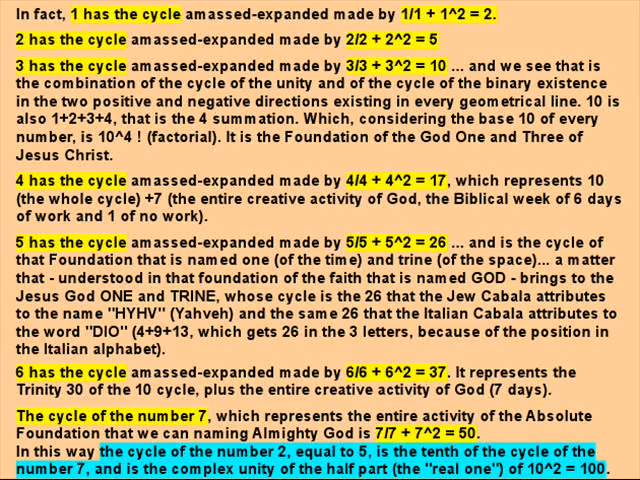 In fact, 1 has the cycle amassed-expanded made by 1/1 + 1^2 = 2.
2 has the cycle amassed-expanded made by 2/2 + 2^2 = 5
3 has the cycle amassed-expanded made by 3/3 + 3^2 = 10 ... and we see that is
the combination of the cycle of the unity and of the cycle of the binary existence
in the two positive and negative directions existing in every geometrical line. 10 is
also 1+2+3+4, that is the 4 summation. Which, considering the base 10 of every
number, is 10^4 ! (factorial). It is the Foundation of the God One and Three of
Jesus Christ.
4 has the cycle amassed-expanded made by 4/4 + 4^2 = 17, which represents 10
(the whole cycle) +7 (the entire creative activity of God, the Biblical week of 6 days
of work and 1 of no work).
5 has the cycle amassed-expanded made by 5/5 + 5^2 = 26 ... and is the cycle of
that Foundation that is named one (of the time) and trine (of the space)... a matter
that - understood in that foundation of the faith that is named GOD - brings to the
Jesus God ONE and TRINE, whose cycle is the 26 that the Jew Cabala attributes
to the name "HYHV" (Yahveh) and the same 26 that the Italian Cabala attributes to
the word "DIO" (4+9+13, which gets 26 in the 3 letters, because of the position in
the Italian alphabet).
6 has the cycle amassed-expanded made by 6/6 + 6^2 = 37. It represents the
Trinity 30 of the 10 cycle, plus the entire creative activity of God (7 days).
The cycle of the number 7, which represents the entire activity of the Absolute
Foundation that we can naming Almighty God is 7/7 + 7^2 = 50.
In this way the cycle of the number 2, equal to 5, is the tenth of the cycle of the
number 7, and is the complex unity of the half part (the "real one") of 10^2 = 100.